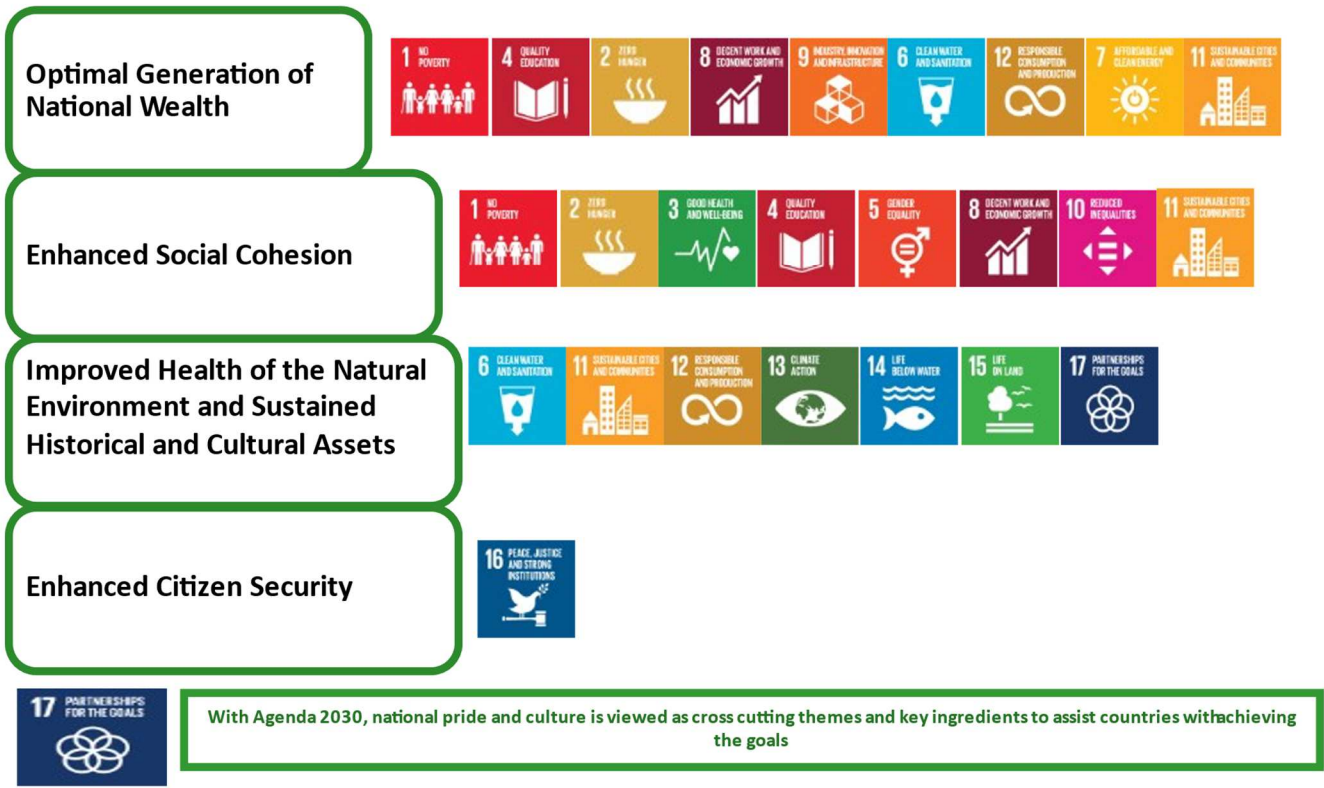 Optimal Generation of
National Wealth
1 NO
POVERTY
4 QUALITY
EDUCATION
2 ZERO
HUNGER
8 DECENT WORK AND
ECONOMIC GROWTH
9 INDUSTRY, INNOVATION
AND INFRASTRUCTURE
6 CLEAN WATER
AND SANITATION
12 RESPONSIBLE
CONSUMPTION
AND PRODUCTION
7 AFFORDABLE AND
CLEAN ENERGY
11 SUSTAINABLE CITIES
AND COMMUNITIES
Enhanced Social Cohesion
1 NO
POVERTY
2 ZERO
HUNGER
3 GOOD HEALTH
AND WELL-BEING
4 QUALITY
EDUCATION
5 GENDER
EQUALITY
8 DECENT WORK AND
ECONOMIC GROWTH
10 REDUCED
INEQUALITIES
11 SUSTAINABLE CITIES
AND COMMUNITIES
Improved Health of the Natural
Environment and Sustained
Historical and Cultural Assets
6 CLEAN WATER
AND SANITATION
11 SUSTAINABLE CITIES
AND COMMUNITIES
12 RESPONSIBLE
CONSUMPTION
AND PRODUCTION
13 CLIMATE
ACTION
14 LIFE
BELOW WATER
15 LIFE
ON LAND
17 PARTNERSHIPS
FOR THE GOALS
Enhanced Citizen Security
16 PEACE, JUSTICE
AND STRONG
INSTITUTIONS
17 PARTNERSHIPS
FOR THE GOALS
With Agenda 2030, national pride and culture is viewed as cross cutting themes and key ingredients to assist countries withachieving
the goals